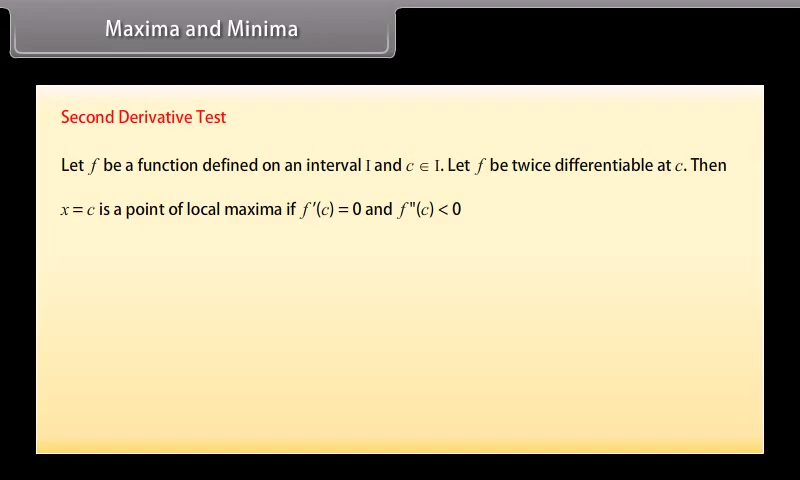 Maxima and Minima
Second Derivative Test
Let f be a function defined on an interval I and c ∈ I. Let f be twice differentiable at c. Then
x = c is a point of local maxima if f ′(c) = 0 and f "(c) < 0